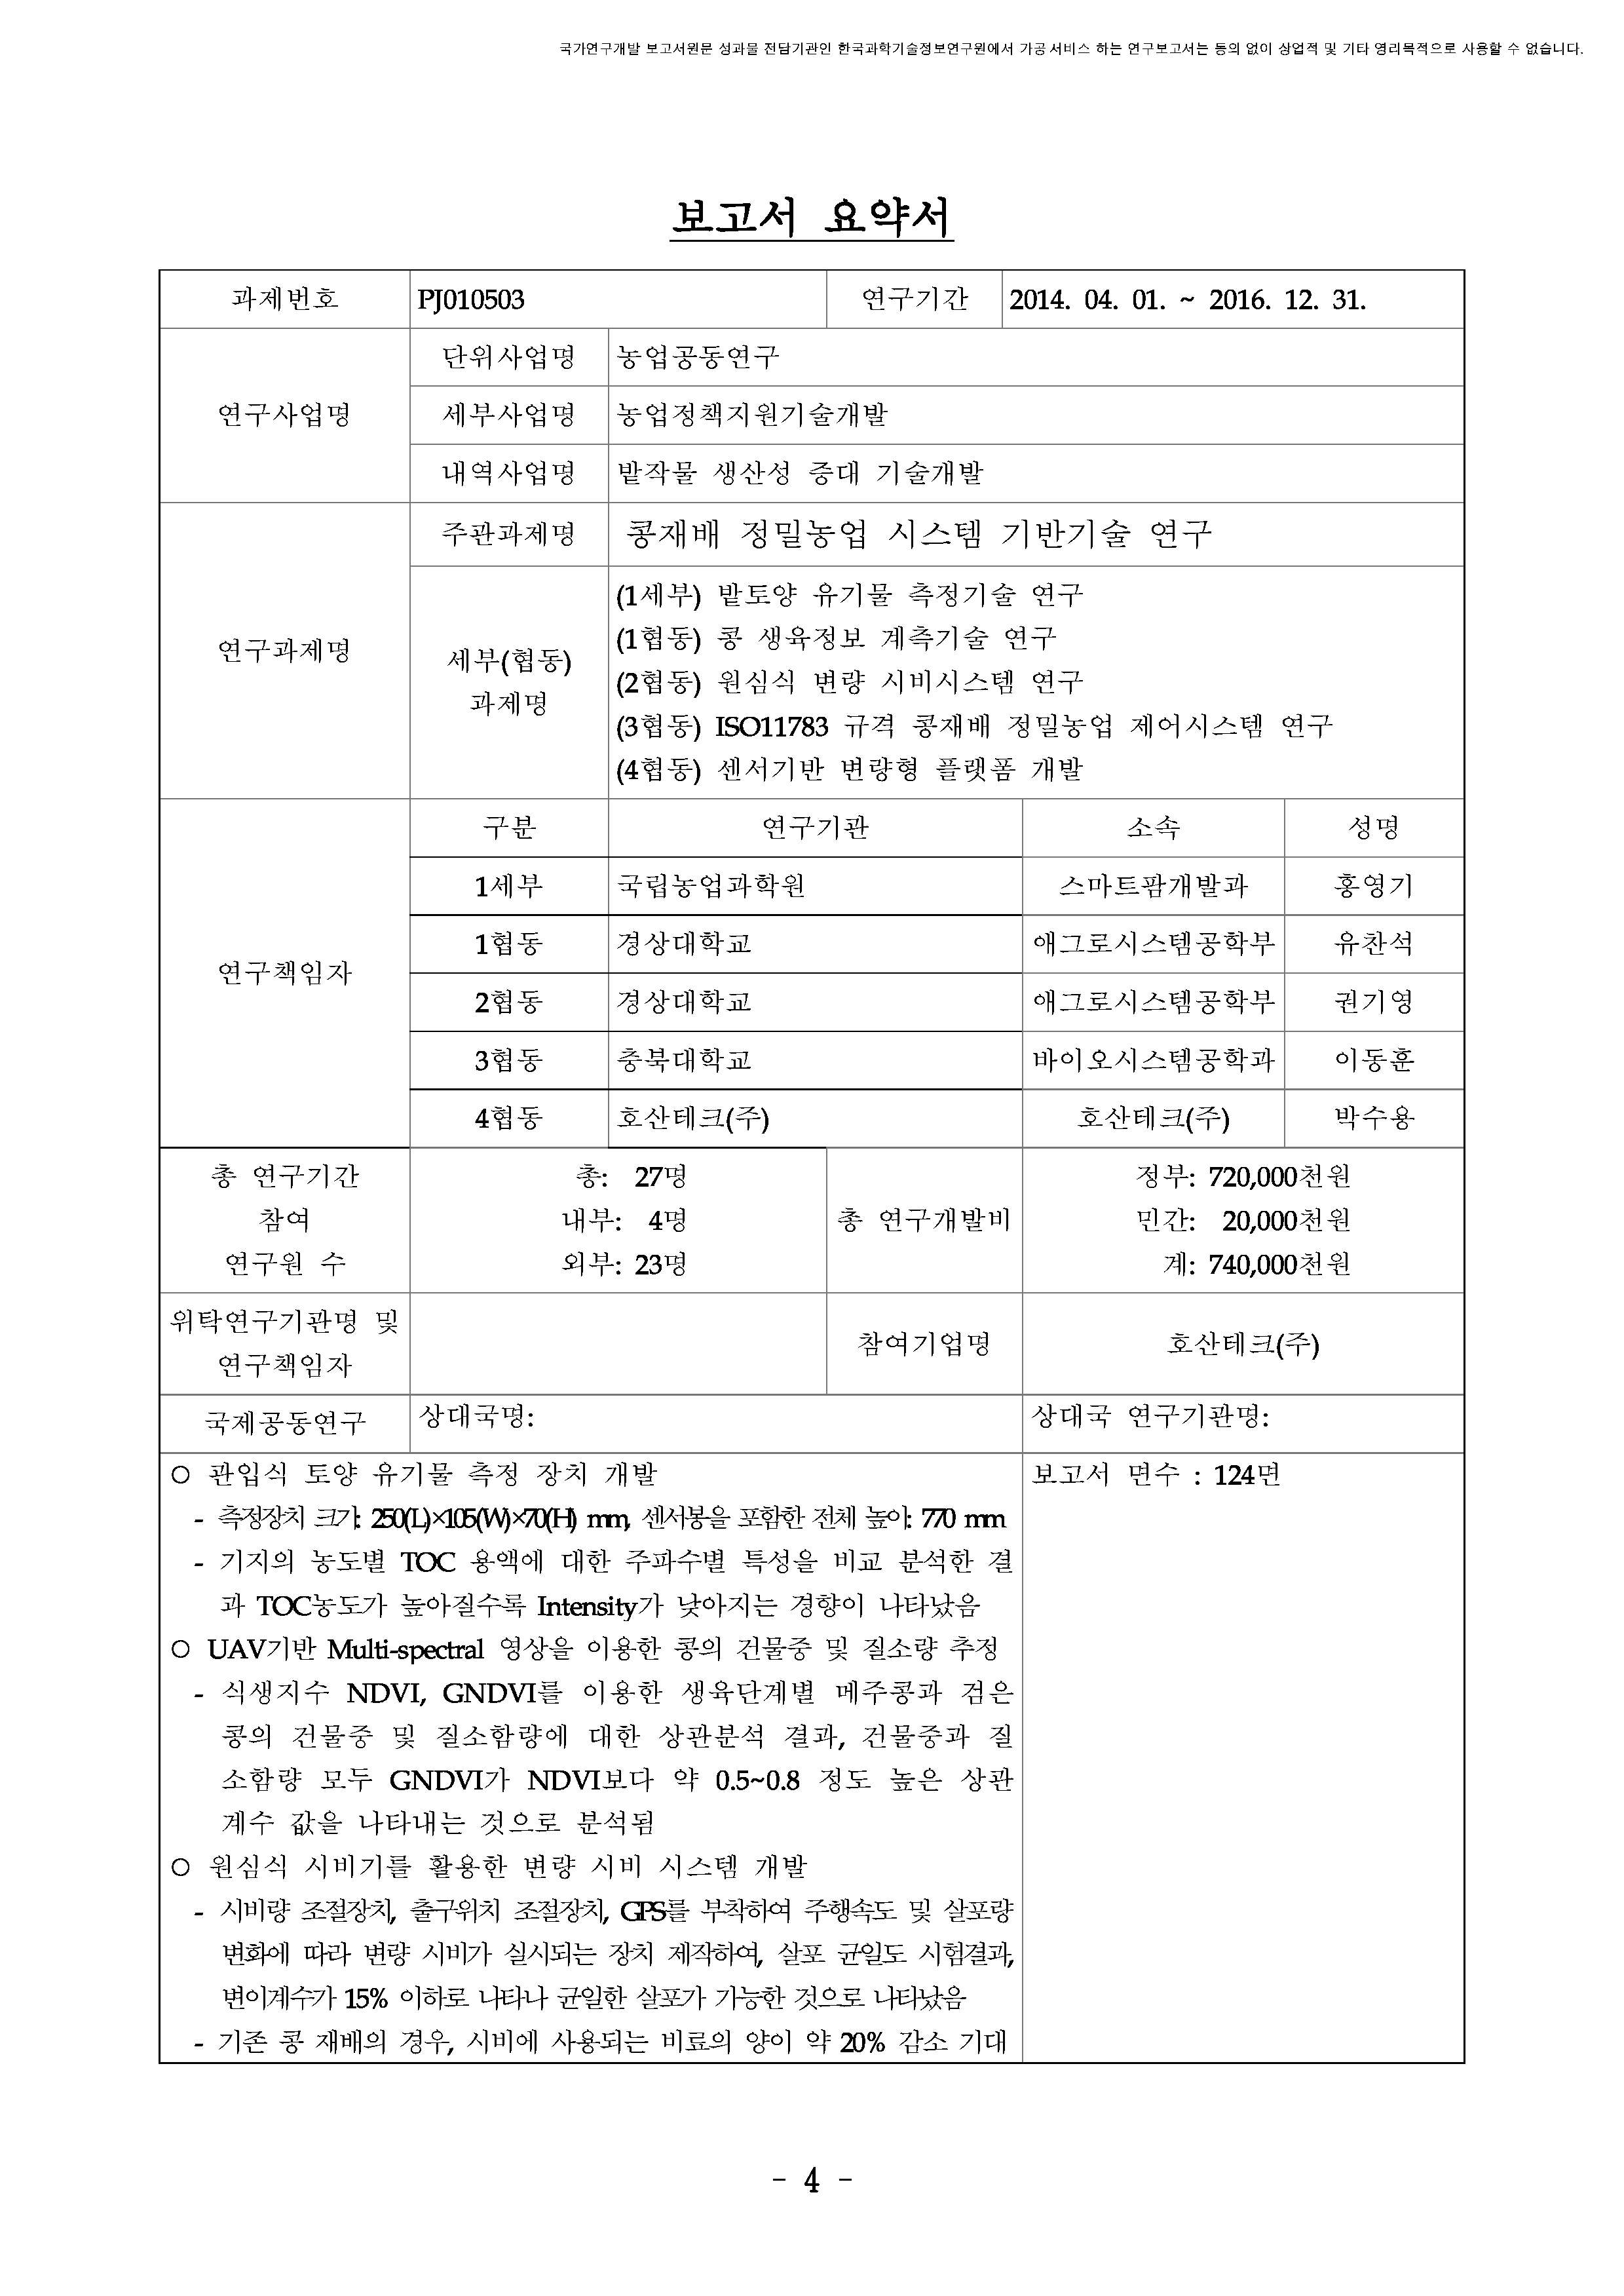 국가연구개발 보고서원문 성과물 전담기관인 한국과학기술정보연구원에서 가공·서비스 하는 연구보고서는 동의 없이 상업적 및 기타 영리목적으로 사용할 수 없습니다.
보고서 요약서
과제번호 PJ010503 연구기간 2014. 04. 01. ~ 2016. 12. 31.
연구사업명
단위사업명 농업공동연구
세부사업명 농업정책지원기술개발
내역사업명 밭작물 생산성 증대 기술개발
연구과제명
주관과제명 콩재배 정밀농업 시스템 기반기술 연구
세부(협동)
과제명
(1세부) 밭토양 유기물 측정기술 연구
(1협동) 콩 생육정보 계측기술 연구
(2협동) 원심식 변량 시비시스템 연구
(3협동) ISO11783 규격 콩재배 정밀농업 제어시스템 연구
(4협동) 센서기반 변량형 플랫폼 개발
연구책임자
구분 연구기관 소속 성명
1세부 국립농업과학원 스마트팜개발과 홍영기
1협동 경상대학교 애그로시스템공학부 유찬석
2협동 경상대학교 애그로시스템공학부 권기영
3협동 충북대학교 바이오시스템공학과 이동훈
4협동 호산테크(주) 호산테크(주) 박수용
총 연구기간
참여
연구원 수
총: 27명
내부: 4명
외부: 23명
총 연구개발비
정부: 720,000천원
민간: 20,000천원
계: 740,000천원
위탁연구기관명 및
연구책임자
참여기업명 호산테크(주)
국제공동연구 상대국명: 상대국 연구기관명:
○ 관입식 토양 유기물 측정 장치 개발
- 측정장치 크기: 250(L)×105(W)×70(H) mm, 센서봉을 포함한 전체 높이: 770 mm
- 기지의 농도별 TOC 용액에 대한 주파수별 특성을 비교 분석한 결
과 TOC농도가 높아질수록 Intensity가 낮아지는 경향이 나타났음
○ UAV기반 Multi-spectral 영상을 이용한 콩의 건물중 및 질소량 추정
- 식생지수 NDVI, GNDVI를 이용한 생육단계별 메주콩과 검은
콩의 건물중 및 질소함량에 대한 상관분석 결과, 건물중과 질
소함량 모두 GNDVI가 NDVI보다 약 0.5~0.8 정도 높은 상관
계수 값을 나타내는 것으로 분석됨
○ 원심식 시비기를 활용한 변량 시비 시스템 개발
- 시비량 조절장치, 출구위치 조절장치, GPS를 부착하여 주행속도 및 살포량
변화에 따라 변량 시비가 실시되는 장치 제작하여, 살포 균일도 시험결과,
변이계수가 15% 이하로 나타나 균일한 살포가 가능한 것으로 나타났음
- 기존 콩 재배의 경우, 시비에 사용되는 비료의 양이 약 20% 감소 기대
보고서 면수 : 124면
- 4 -